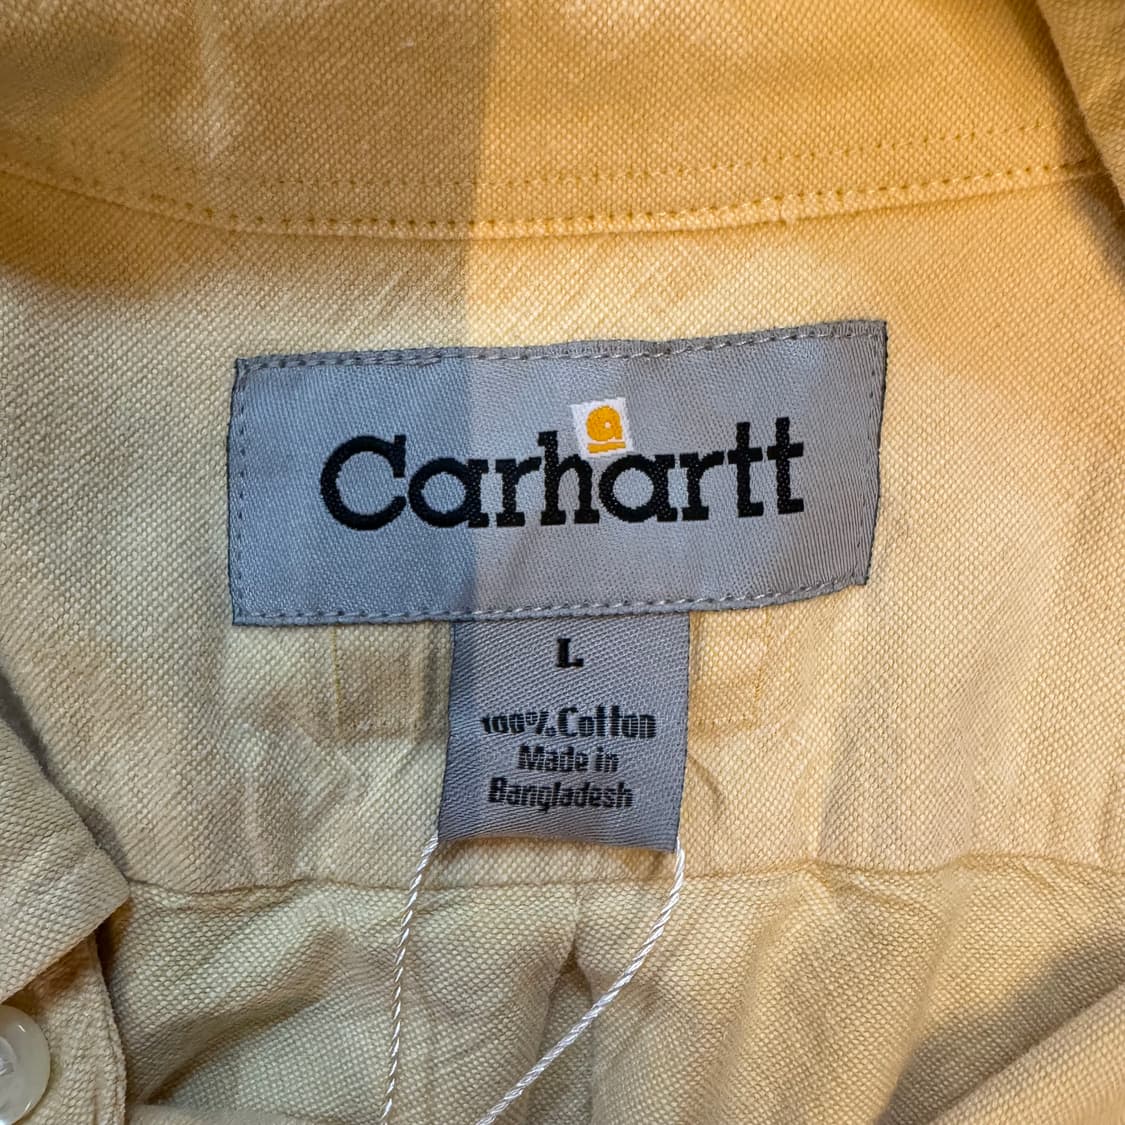 Carhartt
L
100% Cotton
Made in
Bangladesh